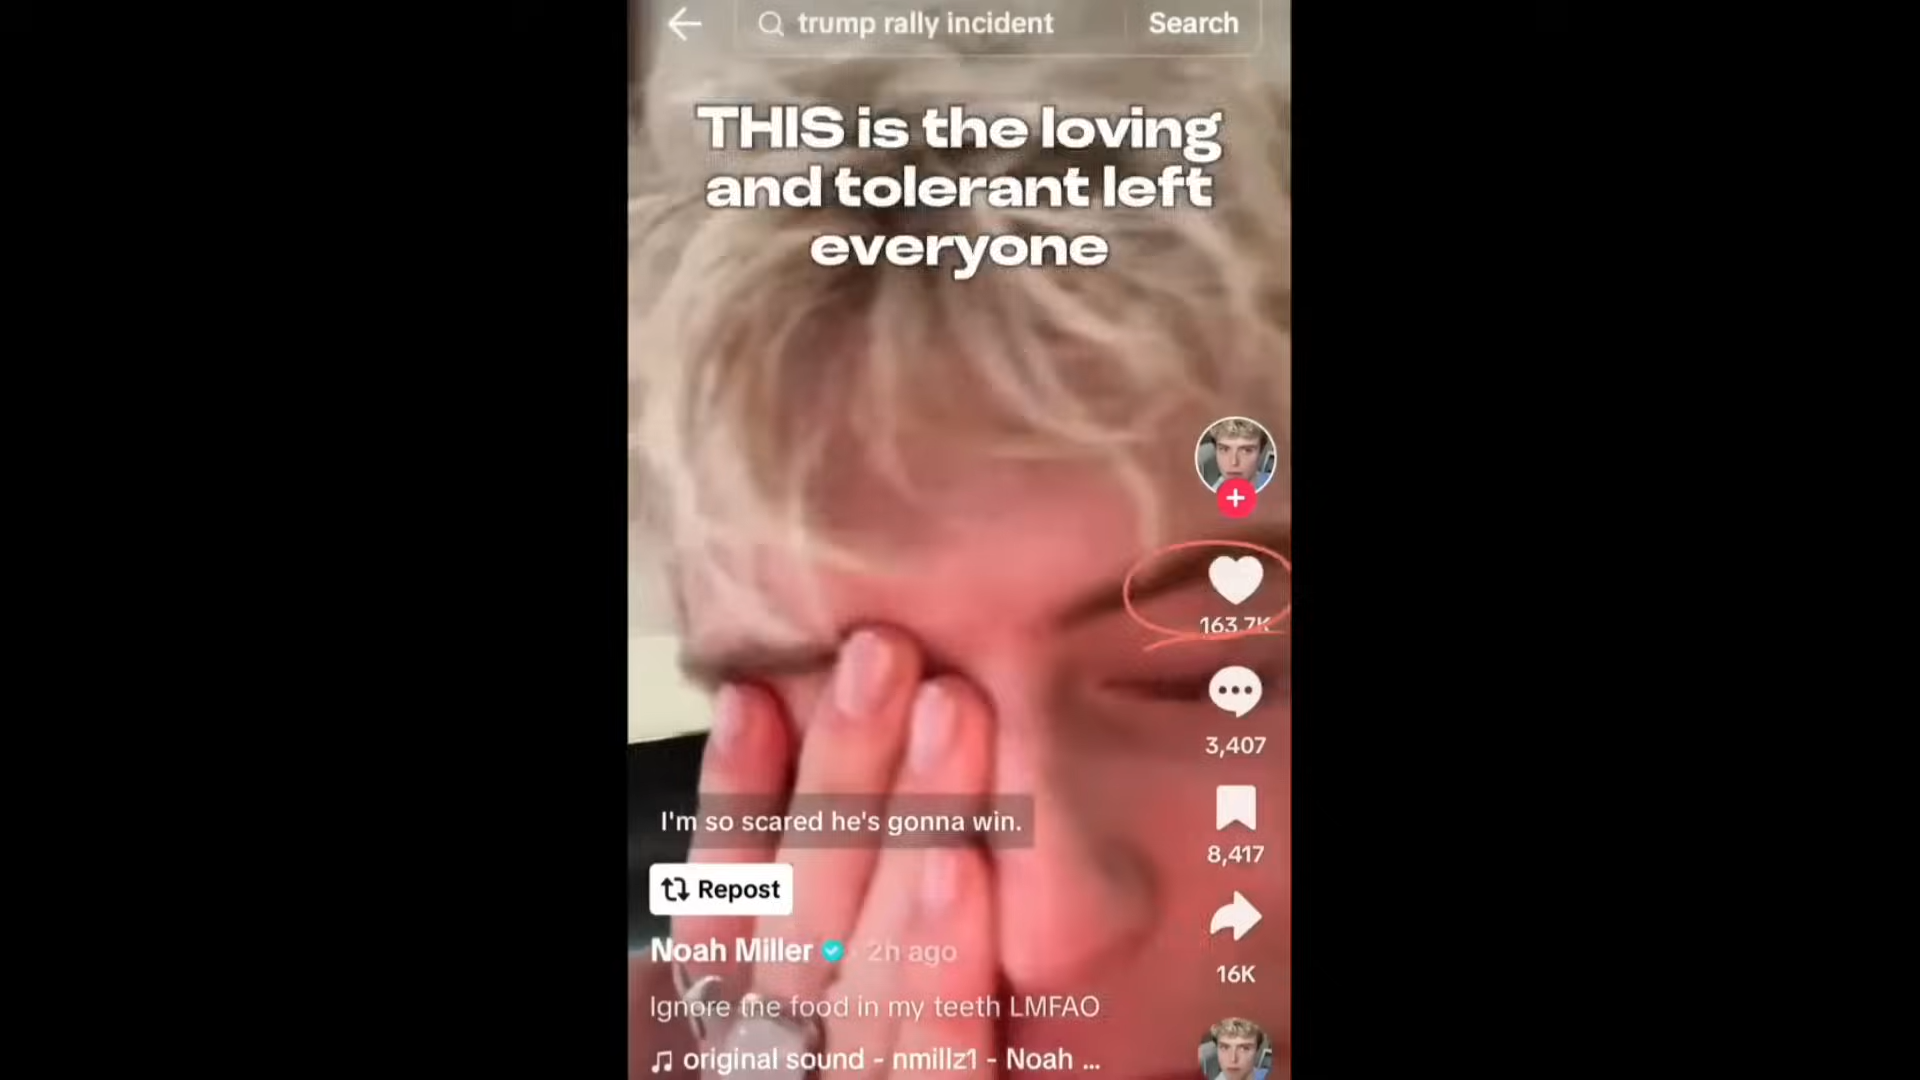 trump rally incident
Search
THIS is the loving
and tolerant left
everyone
163.7K
3,407
8,417
16K
I'm so scared he's gonna win.
Repost
Noah Miller
2h ago
Ignore the food in my teeth LMFAO
original sound - nmillz1 - Noah ...